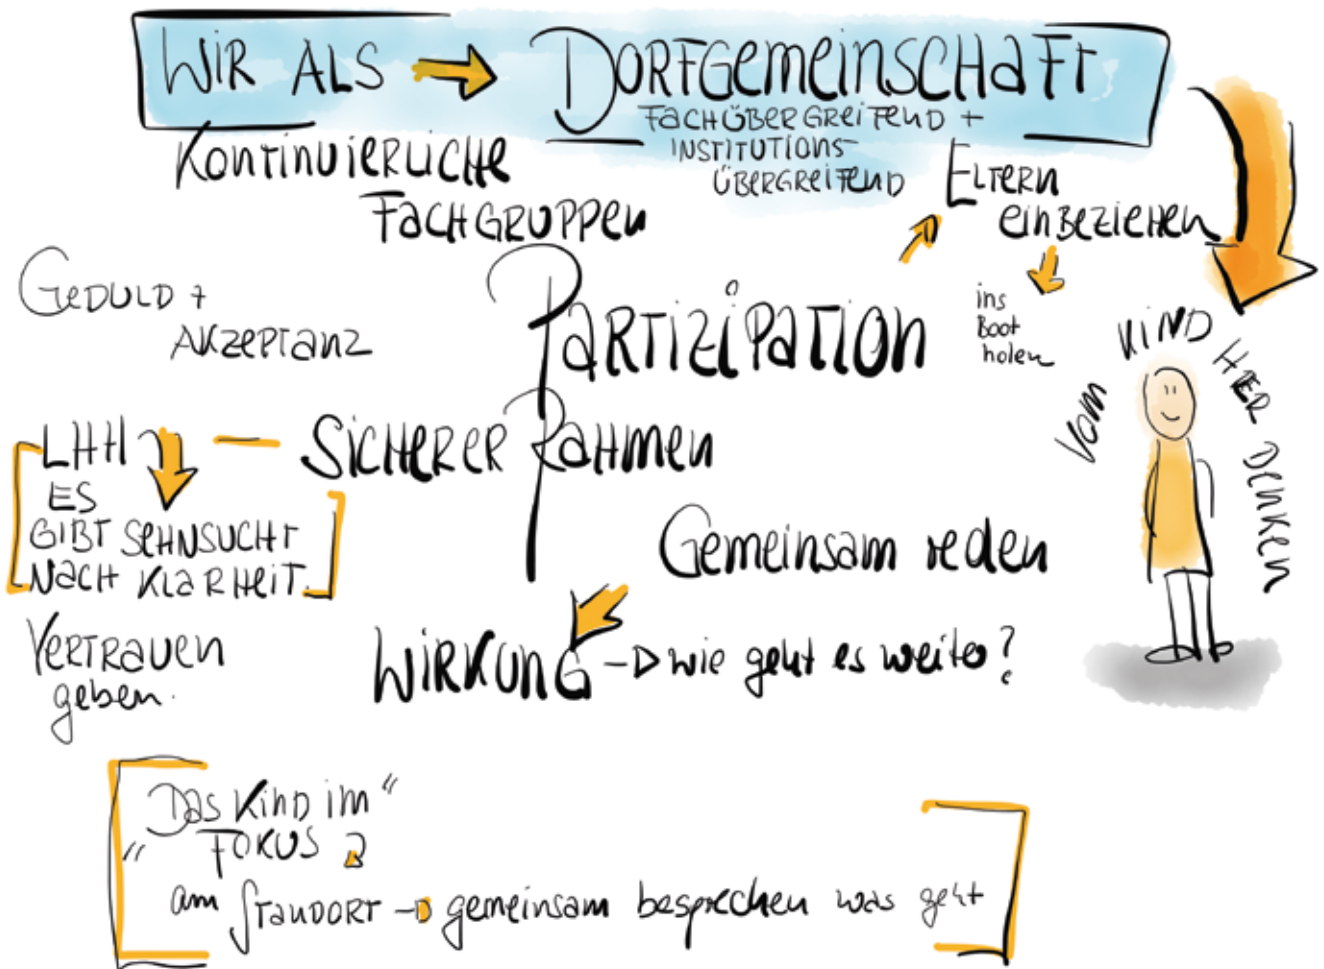 WIR ALS → DORFGEMEINSCHAFT
FACHÜBERGREIFEND +
INSTITUTIONS-
ÜBERGREIFEND
KONTINUIERLICHE
FACHGRUPPEN
ELTERN
EINBEZIEHEN
ins
Boot
holen
GEDULD +
AKZEPTANZ
PARTIZIPATION
VOM KIND HER DENKEN
LHH — SICHERER RAHMEN
ES
GIBT SEHNSUCHT
NACH KLARHEIT.
Gemeinsam reden
VERTRAUEN
geben.
WIRKUNG → wie geht es weiter?
"Das Kind im"
FOKUS
am STANDORT → gemeinsam besprechen was geht